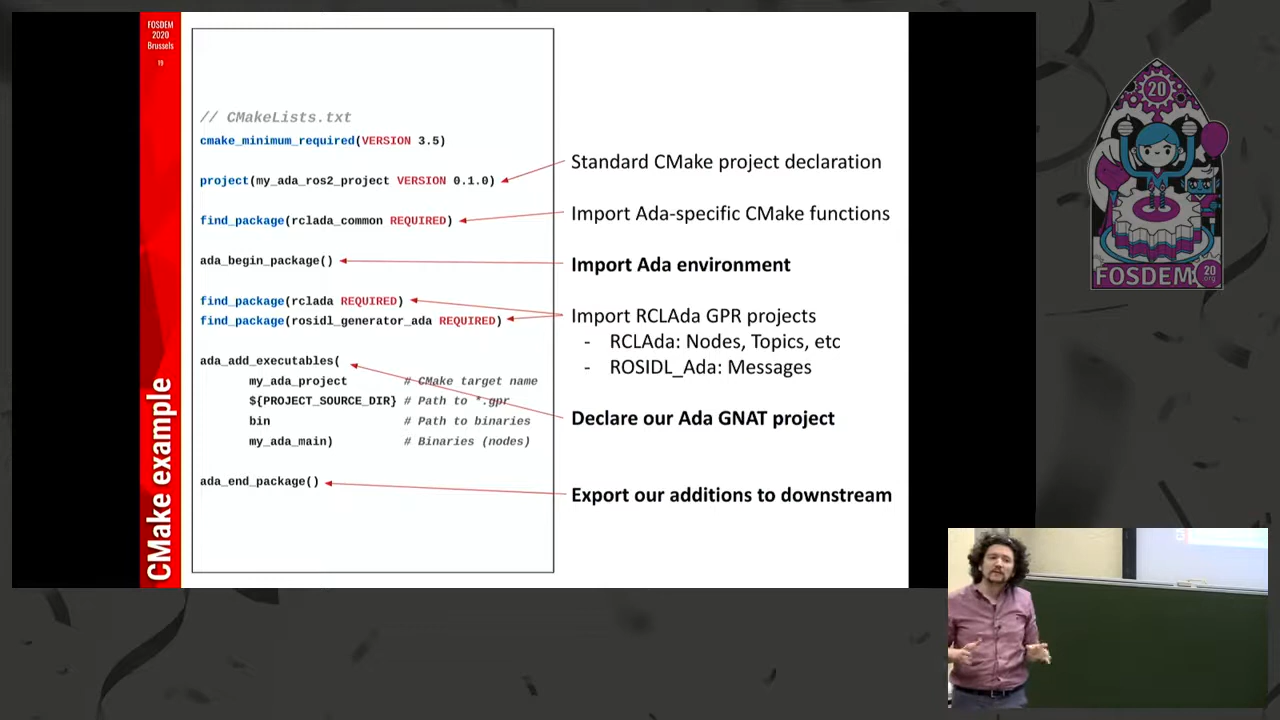 FOSDEM
2020
Brussels
19
CMake example
// CMakeLists.txt
cmake_minimum_required(VERSION 3.5)
project(my_ada_ros2_project VERSION 0.1.0)
find_package(rclada_common REQUIRED)
ada_begin_package()
find_package(rclada REQUIRED)
find_package(rosidl_generator_ada REQUIRED)
ada_add_executables(
my_ada_project # CMake target name
${PROJECT_SOURCE_DIR} # Path to *.gpr
bin # Path to binaries
my_ada_main) # Binaries (nodes)
ada_end_package()
Standard CMake project declaration
Import Ada-specific CMake functions
Import Ada environment
Import RCLAda GPR projects
- RCLAda: Nodes, Topics, etc
- ROSIDL_Ada: Messages
Declare our Ada GNAT project
Export our additions to downstream
20
FOSDEM
20
org